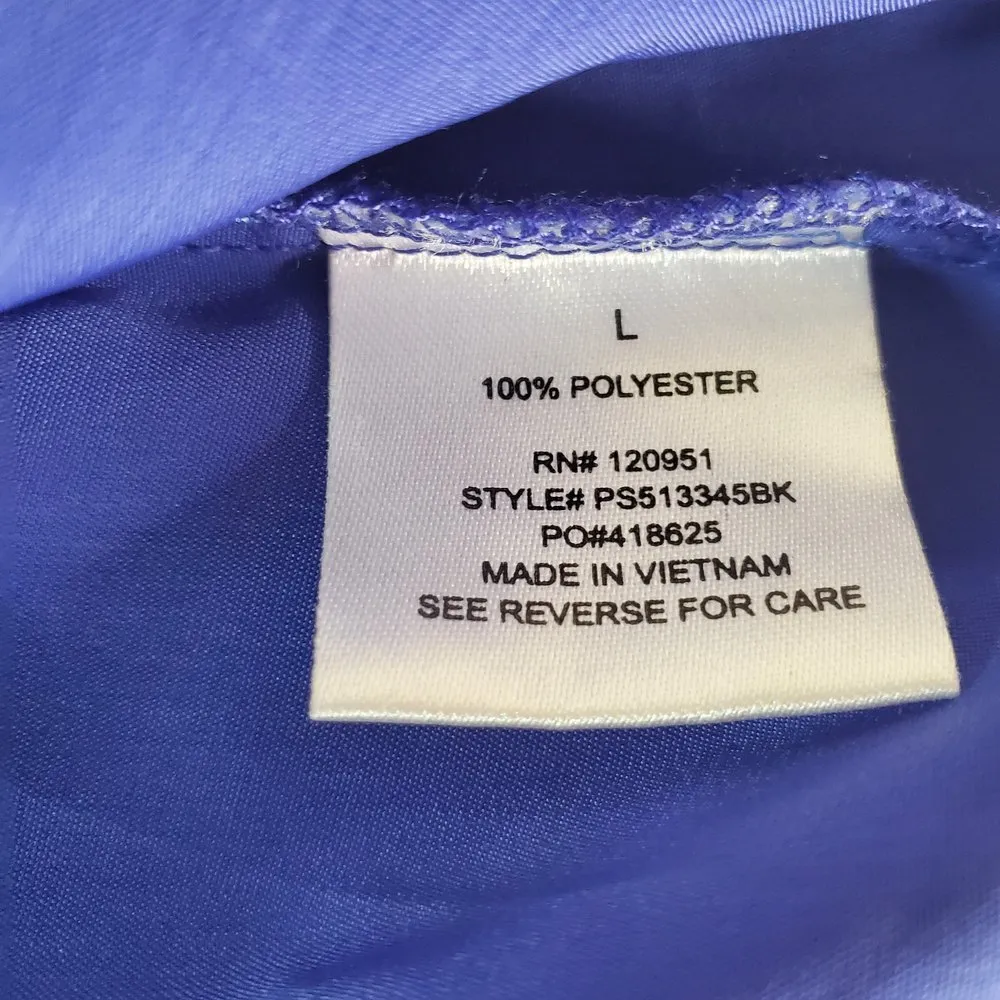 L
100% POLYESTER
RN# 120951
STYLE# PS513345BK
PO#418625
MADE IN VIETNAM
SEE REVERSE FOR CARE